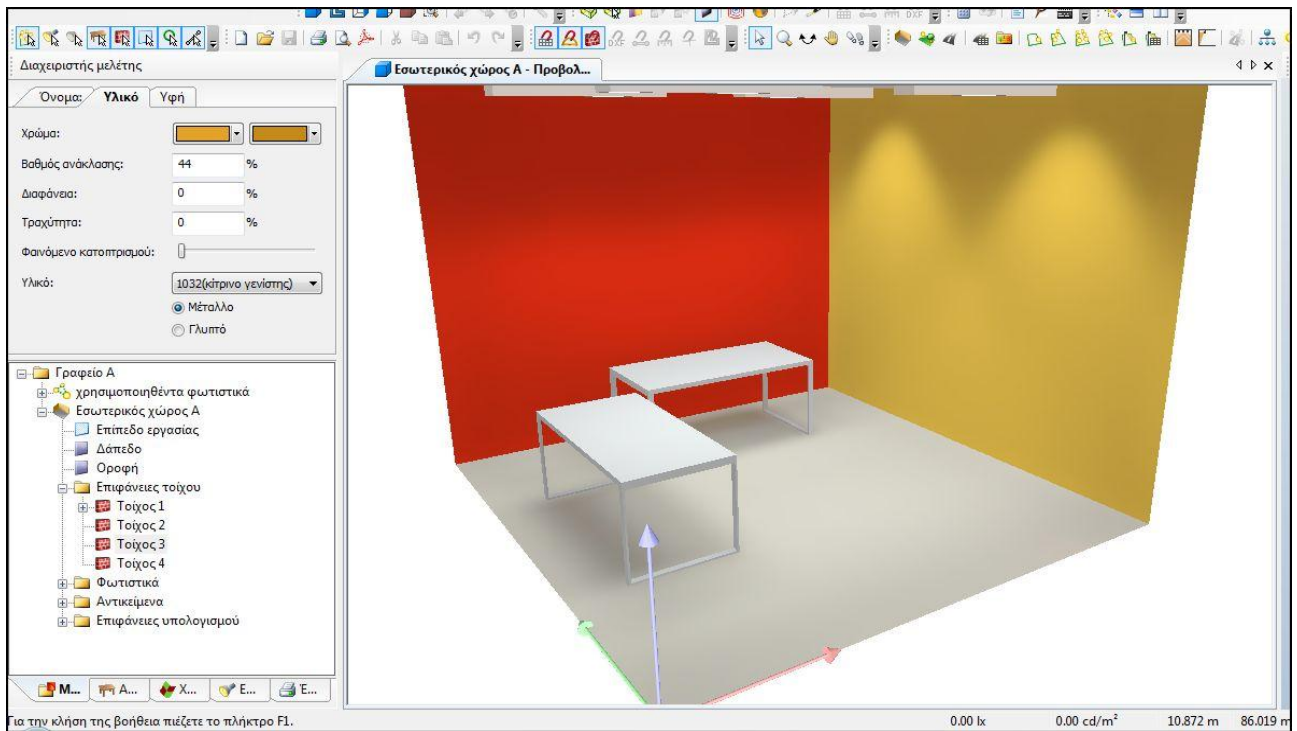 DXF
Διαχειριστής μελέτης
Εσωτερικός χώρος Α - Προβολ...
Όνομα: Υλικό Υφή
Χρώμα:
Βαθμός ανάκλασης: 44 %
Διαφάνεια: 0 %
Τραχύτητα: 0 %
Φαινόμενο κατοπτρισμού:
Υλικό: 1032(κίτρινο γενίστης)
Μέταλλο
Γλυπτό
Γραφείο Α
χρησιμοποιηθέντα φωτιστικά
Εσωτερικός χώρος Α
Επίπεδο εργασίας
Δάπεδο
Οροφή
Επιφάνειες τοίχου
Τοίχος 1
Τοίχος 2
Τοίχος 3
Τοίχος 4
Φωτιστικά
Αντικείμενα
Επιφάνειες υπολογισμού
Μ... Α... Χ... Ε... Έ...
Για την κλήση της βοήθεια πιέζετε το πλήκτρο F1. 0.00 lx 0.00 cd/m² 10.872 m 86.019 m